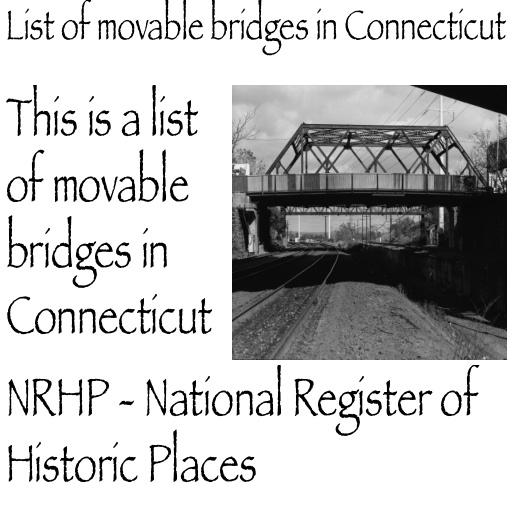 List of movable bridges in Connecticut
This is a list
of movable
bridges in
Connecticut
NRHP - National Register of
Historic Places